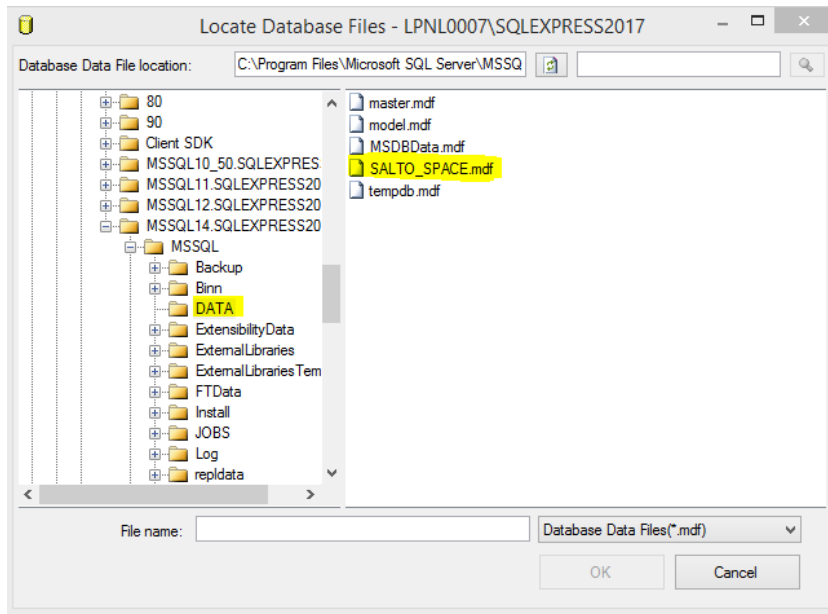 Locate Database Files - LPNL0007\SQLEXPRESS2017
Database Data File location: C:\Program Files\Microsoft SQL Server\MSSQ
80
90
Client SDK
MSSQL10_50.SQLEXPRES
MSSQL11.SQLEXPRESS20
MSSQL12.SQLEXPRESS20
MSSQL14.SQLEXPRESS20
MSSQL
Backup
Binn
DATA
ExtensibilityData
ExternalLibraries
ExternalLibrariesTem
FTData
Install
JOBS
Log
repldata
master.mdf
model.mdf
MSDBData.mdf
SALTO_SPACE.mdf
tempdb.mdf
File name: Database Data Files(*.mdf)
OK Cancel